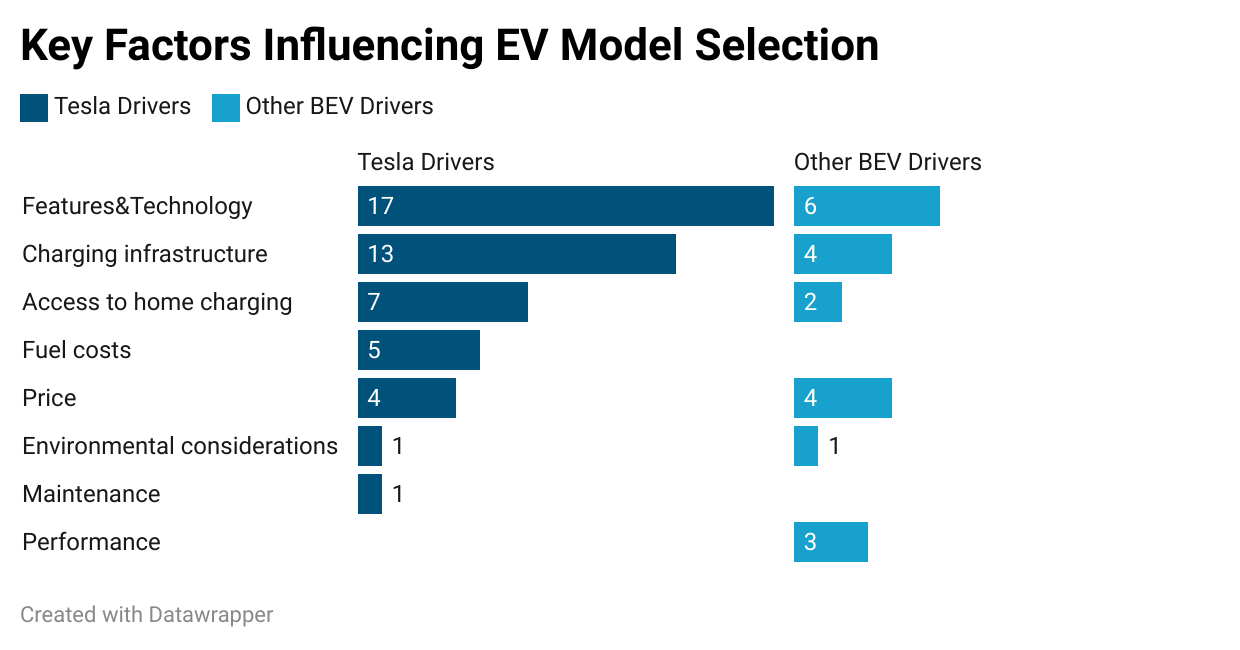 Key Factors Influencing EV Model Selection
Tesla Drivers Other BEV Drivers
Tesla Drivers Other BEV Drivers
Features&Technology 17 6
Charging infrastructure 13 4
Access to home charging 7 2
Fuel costs 5
Price 4 4
Environmental considerations 1 1
Maintenance 1
Performance 3
Created with Datawrapper